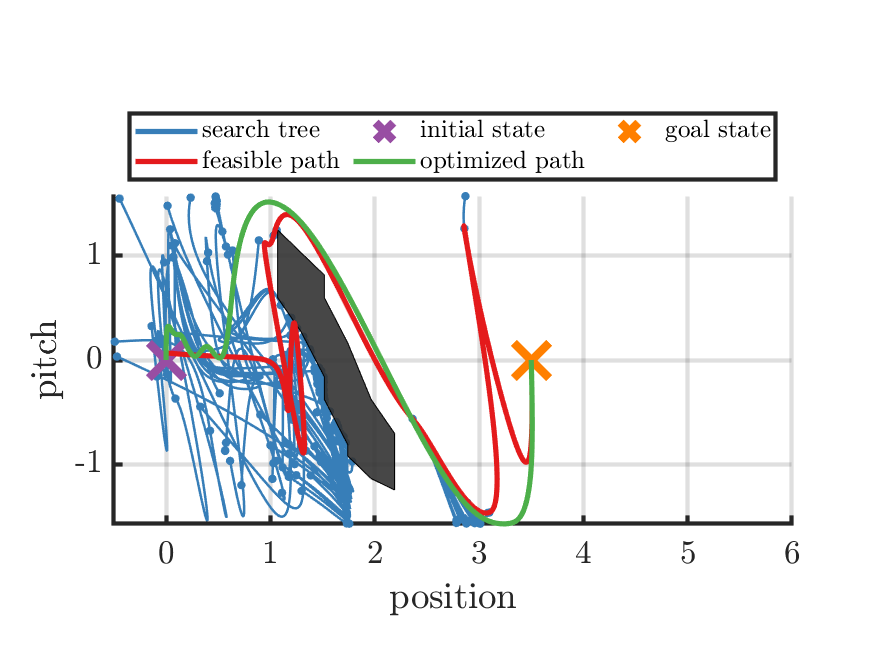 search tree initial state goal state
feasible path optimized path
1
0
-1
pitch
0 1 2 3 4 5 6
position